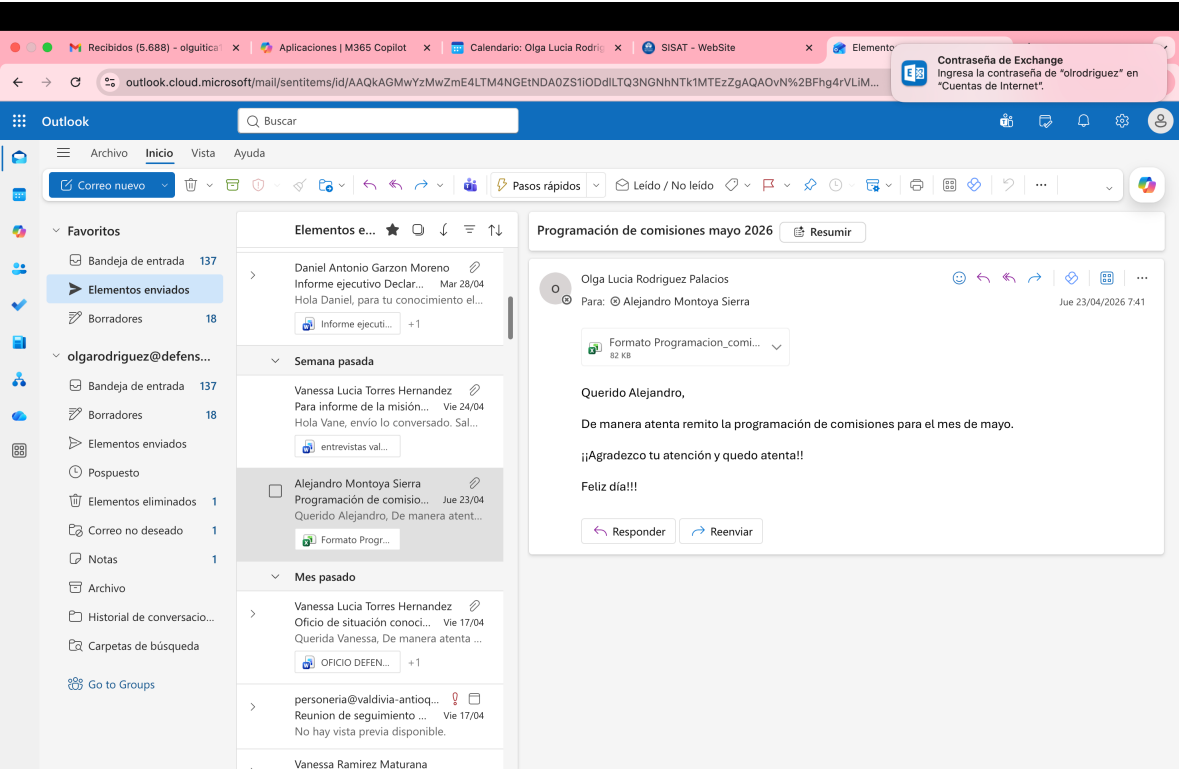 Recibidos (5.688) - olguitica1
Aplicaciones | M365 Copilot
Calendario: Olga Lucia Rodrig
SISAT - WebSite
Elemento
Contraseña de Exchange
Ingresa la contraseña de "olrodriguez" en
"Cuentas de Internet".
Outlook
Buscar
Archivo
Inicio
Vista
Ayuda
Correo nuevo
Pasos rápidos
Leído / No leído
Favoritos
Bandeja de entrada 137
Elementos enviados
Borradores 18
olgarodriguez@defens...
Bandeja de entrada 137
Borradores 18
Elementos enviados
Pospuesto
Elementos eliminados 1
Correo no deseado 1
Notas 1
Archivo
Historial de conversacio...
Carpetas de búsqueda
Go to Groups
Elementos e...
Daniel Antonio Garzon Moreno
Informe ejecutivo Declar... Mar 28/04
Hola Daniel, para tu conocimiento el...
Informe ejecuti... +1
Semana pasada
Vanessa Lucia Torres Hernandez
Para informe de la misión... Vie 24/04
Hola Vane, envío lo conversado. Sal...
entrevistas val...
Alejandro Montoya Sierra
Programación de comisio... Jue 23/04
Querido Alejandro, De manera atent...
Formato Progr...
Mes pasado
Vanessa Lucia Torres Hernandez
Oficio de situación conoci... Vie 17/04
Querida Vanessa, De manera atenta ...
OFICIO DEFEN... +1
personeria@valdivia-antioq...
Reunion de seguimiento ... Vie 17/04
No hay vista previa disponible.
Vanessa Ramirez Maturana
Programación de comisiones mayo 2026
Resumir
O
Olga Lucia Rodriguez Palacios
Para: Alejandro Montoya Sierra
Jue 23/04/2026 7:41
Formato Programacion_comi...
82 KB
Querido Alejandro,
De manera atenta remito la programación de comisiones para el mes de mayo.
¡¡Agradezco tu atención y quedo atenta!!
Feliz día!!!
Responder
Reenviar